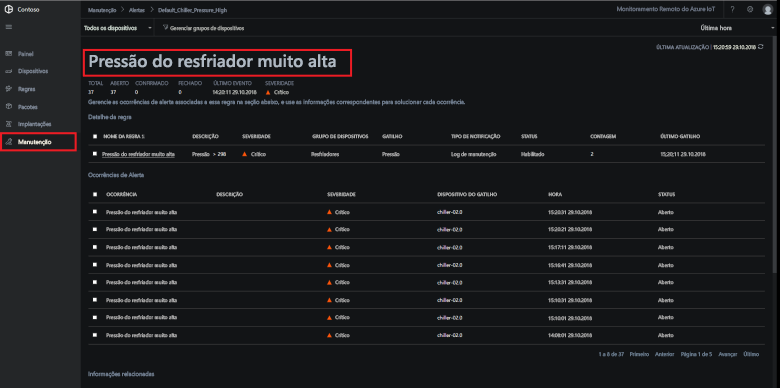 Contoso
Manutenção > Alertas > Default_Chiller_Pressure_High
Monitoramento Remoto do Azure IoT
?
Todos os dispositivos
Gerenciar grupos de dispositivos
Última hora
Painel
Dispositivos
Regras
Pacotes
Implantações
Manutenção
ÚLTIMA ATUALIZAÇÃO | 15:20:59 29.10.2018
Pressão do resfriador muito alta
TOTAL ABERTO CONFIRMADO FECHADO ÚLTIMO EVENTO SEVERIDADE
37 37 0 0 14:20:11 29.10.2018 Crítico
Gerencie as ocorrências de alerta associadas a essa regra na seção abaixo, e use as informações correspondentes para solucionar cada ocorrência.
Detalhe da regra
NOME DA REGRA DESCRIÇÃO SEVERIDADE GRUPO DE DISPOSITIVOS GATILHO TIPO DE NOTIFICAÇÃO STATUS CONTAGEM ÚLTIMO GATILHO
Pressão do resfriador muito alta Pressão > 298 Crítico Resfriadores Pressão Log de manutenção Habilitado 2 15:20:11 29.10.2018
Ocorrências de Alerta
OCORRÊNCIA DESCRIÇÃO SEVERIDADE DISPOSITIVO DO GATILHO HORA STATUS
Pressão do resfriador muito alta Crítico chiller-02.0 15:20:31 29.10.2018 Aberto
Pressão do resfriador muito alta Crítico chiller-02.0 15:20:21 29.10.2018 Aberto
Pressão do resfriador muito alta Crítico chiller-02.0 15:17:11 29.10.2018 Aberto
Pressão do resfriador muito alta Crítico chiller-02.0 15:16:41 29.10.2018 Aberto
Pressão do resfriador muito alta Crítico chiller-02.0 15:13:31 29.10.2018 Aberto
Pressão do resfriador muito alta Crítico chiller-02.0 15:10:31 29.10.2018 Aberto
Pressão do resfriador muito alta Crítico chiller-02.0 15:10:01 29.10.2018 Aberto
Pressão do resfriador muito alta Crítico chiller-02.0 14:09:01 29.10.2018 Aberto
1 a 8 de 37 Primeiro Anterior Página 1 de 5 Avançar Último
Informações relacionadas